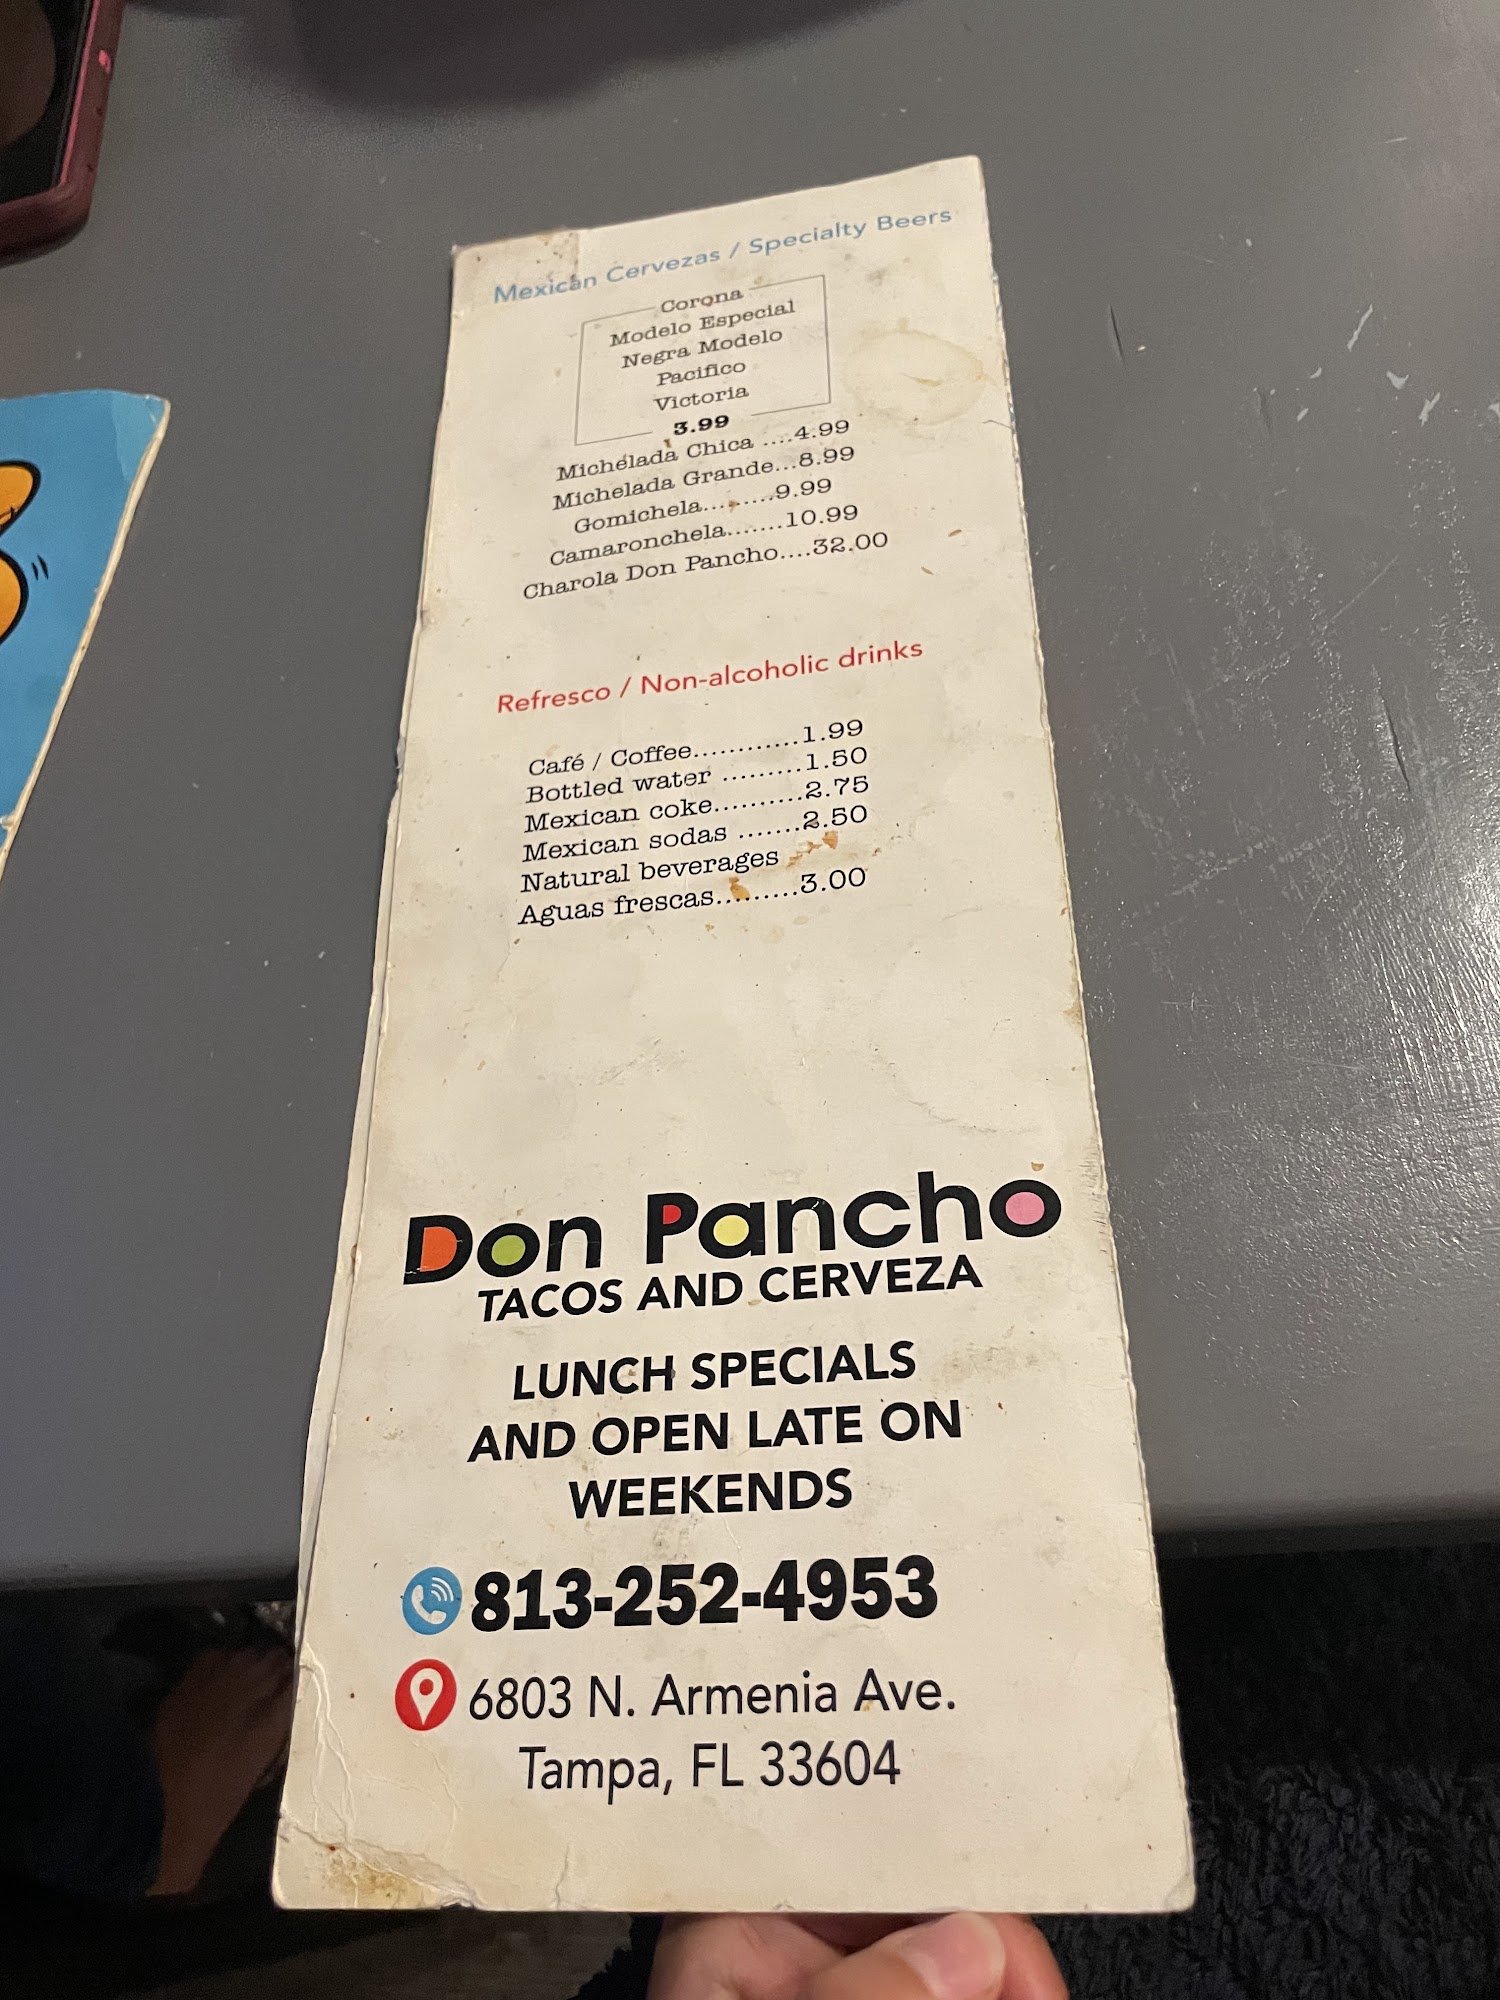 Mexican Cervezas / Specialty Beers
Corona
Modelo Especial
Negra Modelo
Pacifico
Victoria
3.99
Michelada Chica ....4.99
Michelada Grande...8.99
Gomichela.........9.99
Camaronchela.......10.99
Charola Don Pancho....32.00
Refresco / Non-alcoholic drinks
Café / Coffee............1.99
Bottled water .........1.50
Mexican coke..........2.75
Mexican sodas .......2.50
Natural beverages
Aguas frescas.........3.00
Don Pancho
TACOS AND CERVEZA
LUNCH SPECIALS
AND OPEN LATE ON
WEEKENDS
813-252-4953
6803 N. Armenia Ave.
Tampa, FL 33604